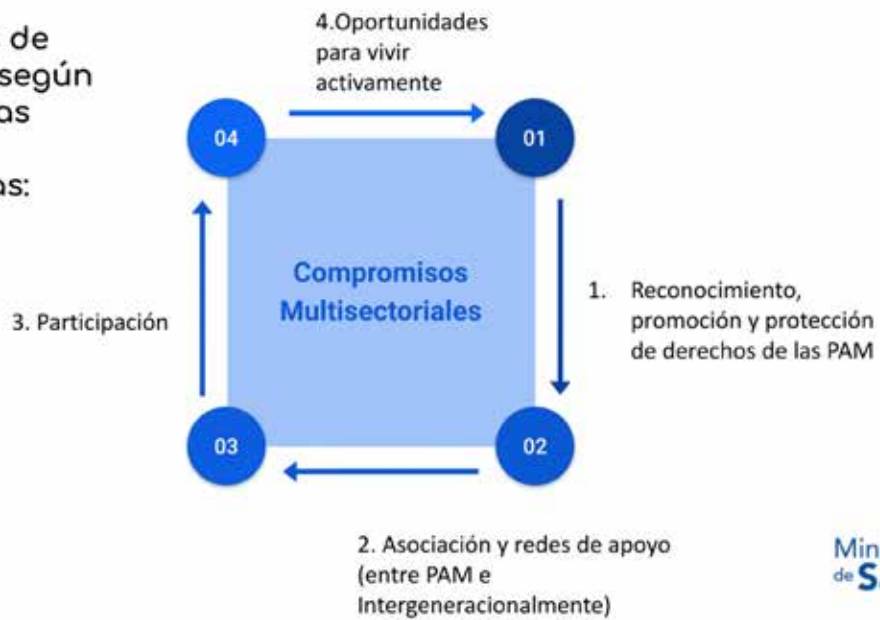 de
según
as
as:
4.Oportunidades
para vivir
activamente
04
01
Compromisos
Multisectoriales
1. Reconocimiento,
promoción y protección
de derechos de las PAM
3. Participación
03
02
2. Asociación y redes de apoyo
(entre PAM e
Intergeneracionalmente)
Min
de S